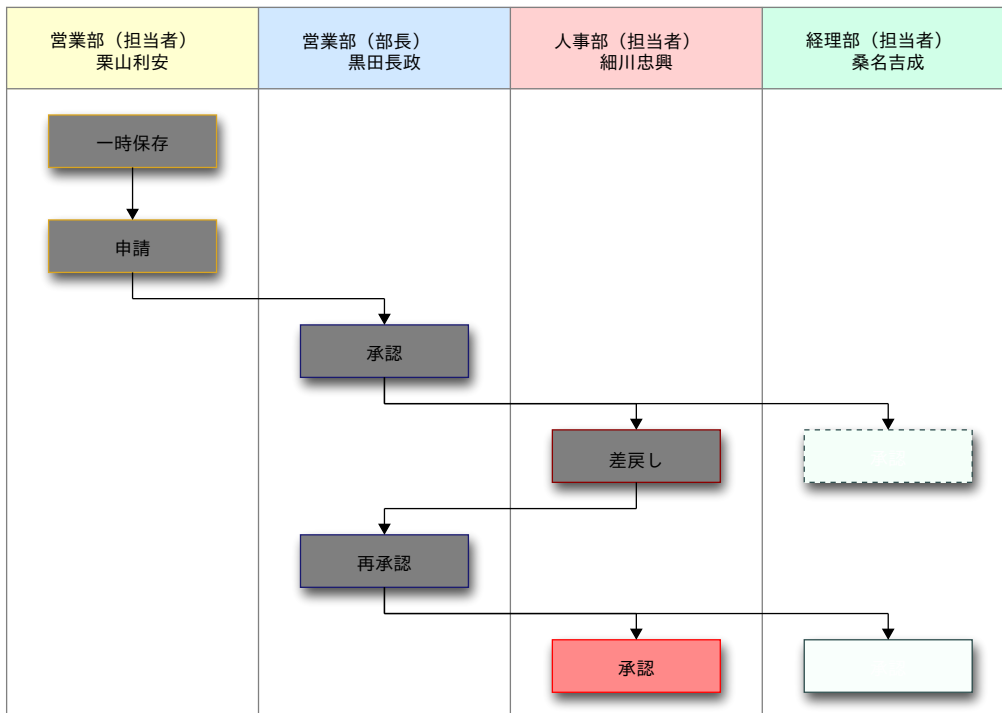 営業部（担当者）
栗山利安
営業部（部長）
黒田長政
人事部（担当者）
細川忠興
経理部（担当者）
桑名吉成
一時保存
申請
承認
差戻し
再承認
承認